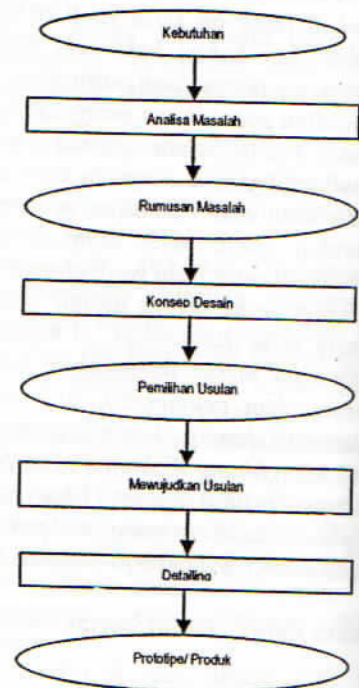 Kebutuhan
Analisa Masalah
Rumusan Masalah
Konsep Desain
Pemilihan Usulan
Mewujudkan Usulan
Detailing
Prototipe/ Produk